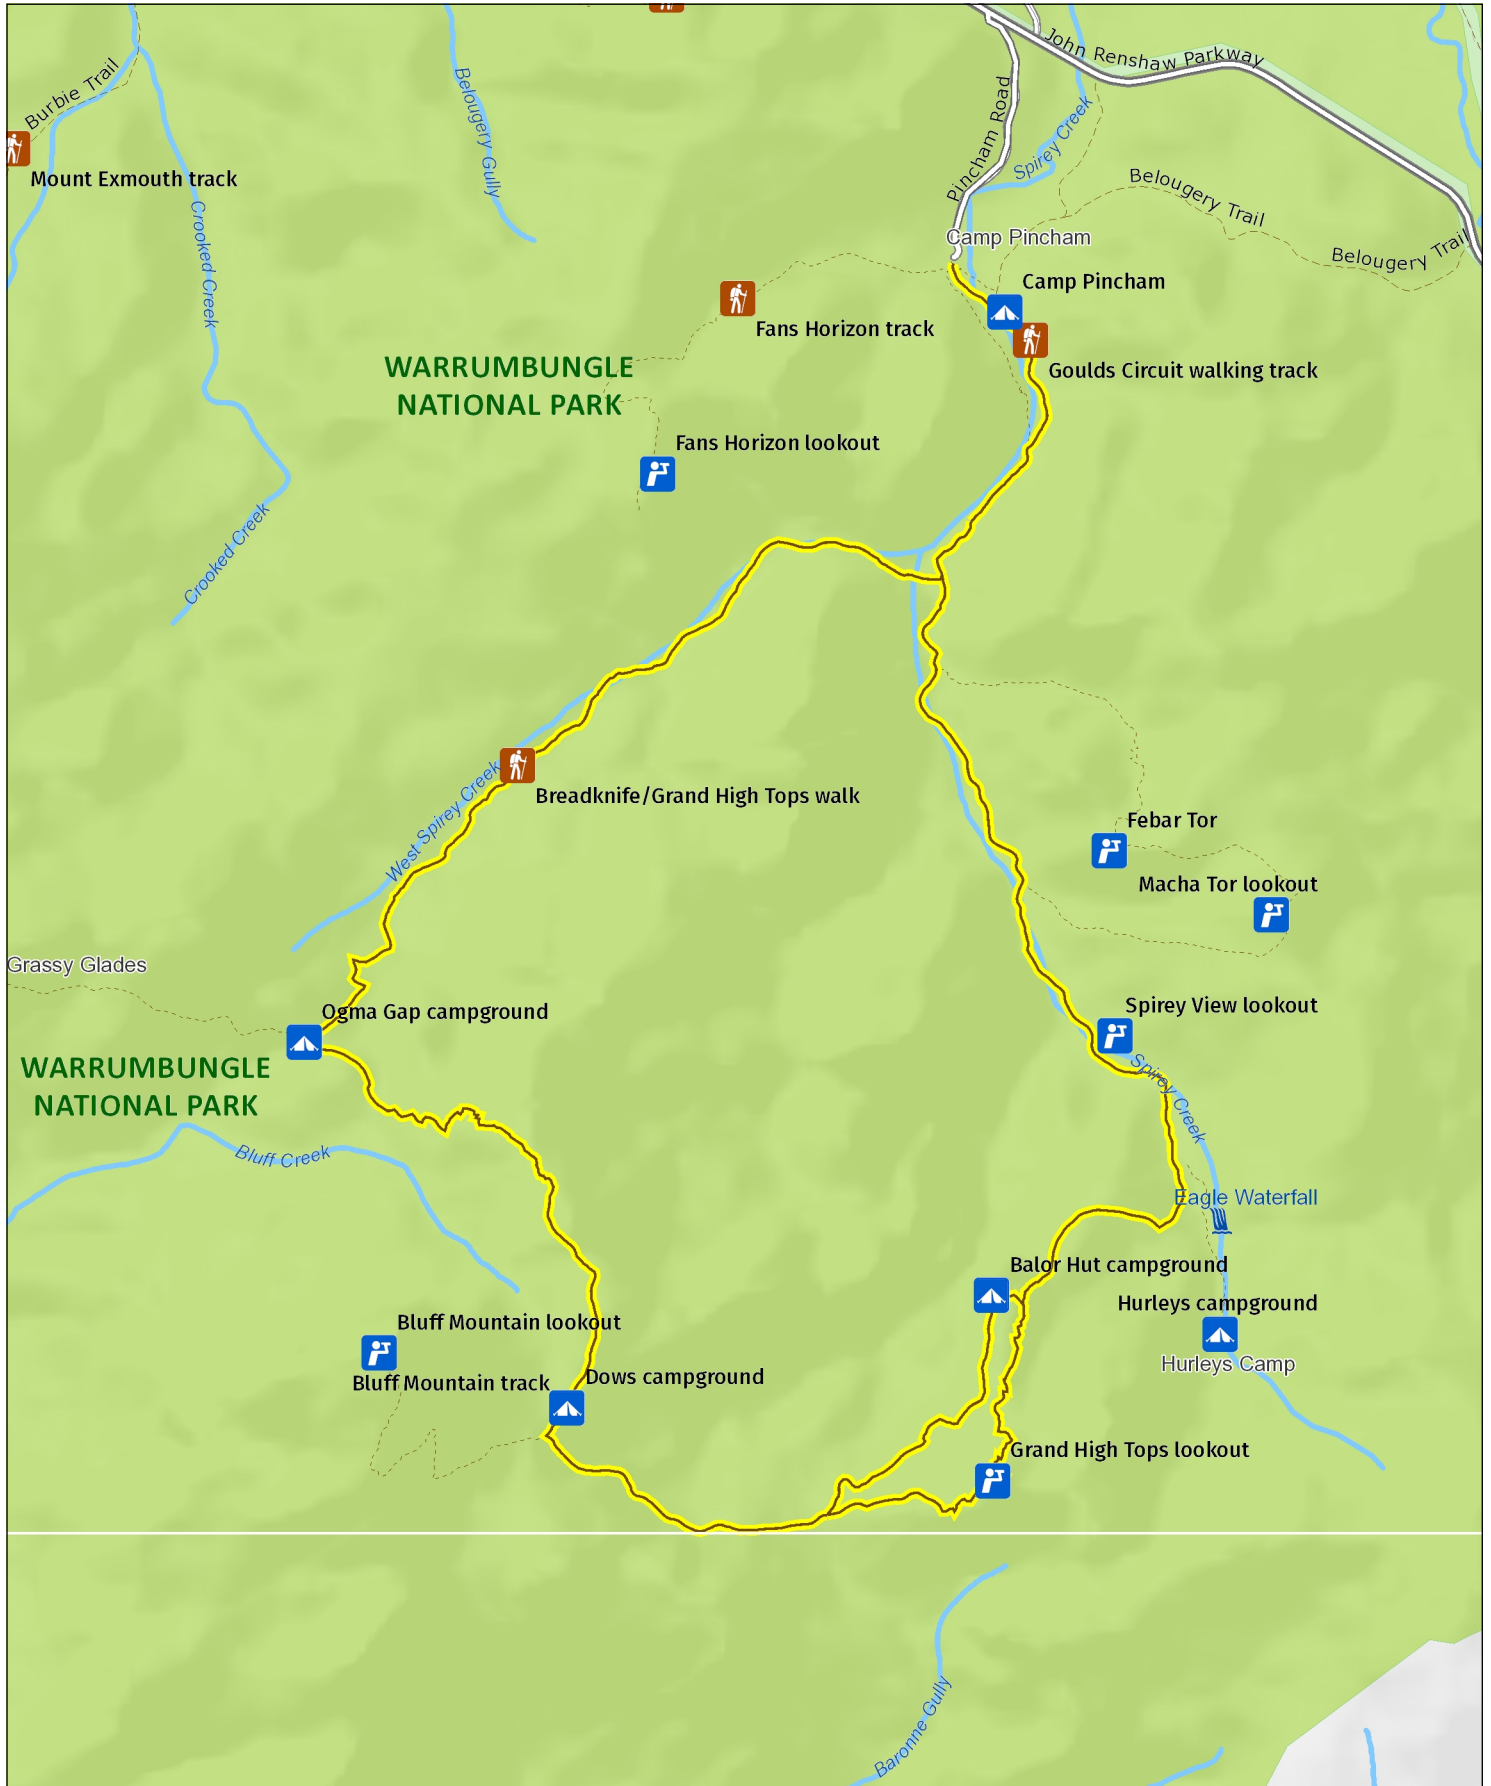 John Renshaw Parkway
Burbie Trail
Belougery Gully
Pincham Road
Spirey Creek
Mount Exmouth track
Belougery Trail
Crooked Creek
Camp Pincham
Belougery Trail
Camp Pincham
Fans Horizon track
WARRUMBUNGLE
NATIONAL PARK
Goulds Circuit walking track
Fans Horizon lookout
Crooked Creek
Breadknife/Grand High Tops walk
West Spirey Creek
Febar Tor
Macha Tor lookout
Grassy Glades
Ogma Gap campground
Spirey View lookout
WARRUMBUNGLE
NATIONAL PARK
Spirey Creek
Bluff Creek
Eagle Waterfall
Balor Hut campground
Hurleys campground
Bluff Mountain lookout
Hurleys Camp
Dows campground
Bluff Mountain track
Grand High Tops lookout
Baronne Gully